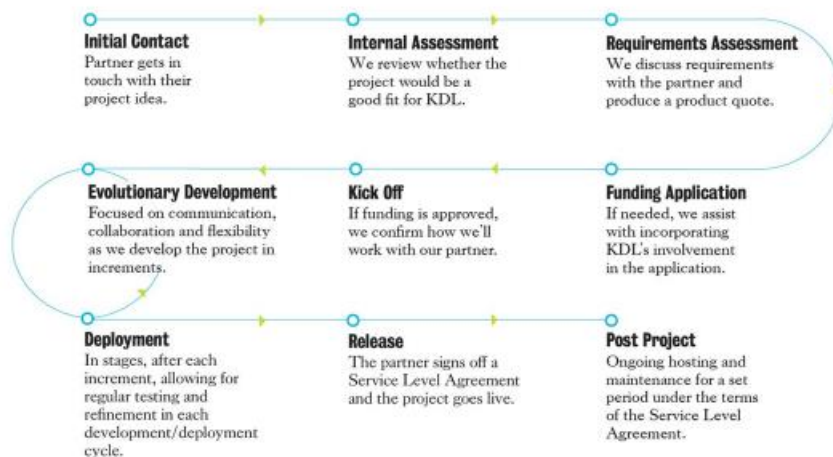 Initial Contact
Partner gets in
touch with their
project idea.
Internal Assessment
We review whether the
project would be a
good fit for KDL.
Requirements Assessment
We discuss requirements
with the partner and
produce a product quote.
Funding Application
If needed, we assist
with incorporating
KDL's involvement
in the application.
Kick Off
If funding is approved,
we confirm how we'll
work with our partner.
Evolutionary Development
Focused on communication,
collaboration and flexibility
as we develop the project in
increments.
Deployment
In stages, after each
increment, allowing for
regular testing and
refinement in each
development/deployment
cycle.
Release
The partner signs off a
Service Level Agreement
and the project goes live.
Post Project
Ongoing hosting and
maintenance for a set
period under the terms
of the Service Level
Agreement.